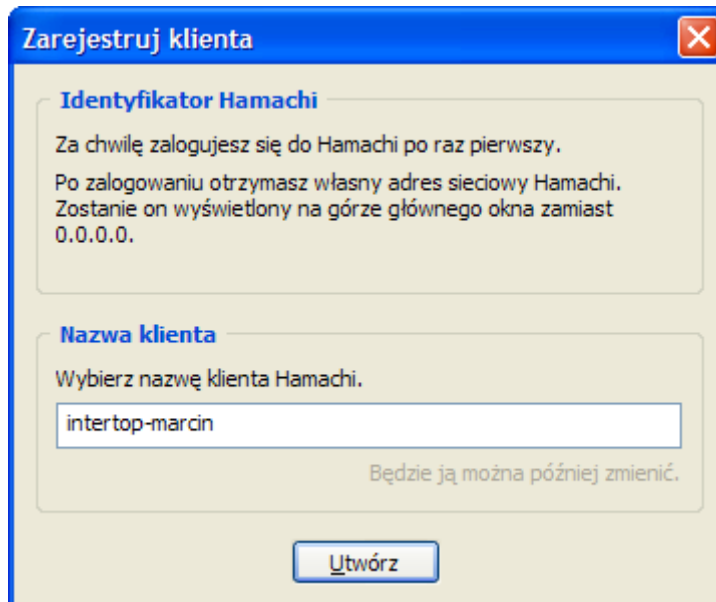 Zarejestruj klienta
Identyfikator Hamachi
Za chwilę zalogujesz się do Hamachi po raz pierwszy.
Po zalogowaniu otrzymasz własny adres sieciowy Hamachi.
Zostanie on wyświetlony na górze głównego okna zamiast
0.0.0.0.
Nazwa klienta
Wybierz nazwę klienta Hamachi.
intertop-marcin
Będzie ją można później zmienić.
Utwórz